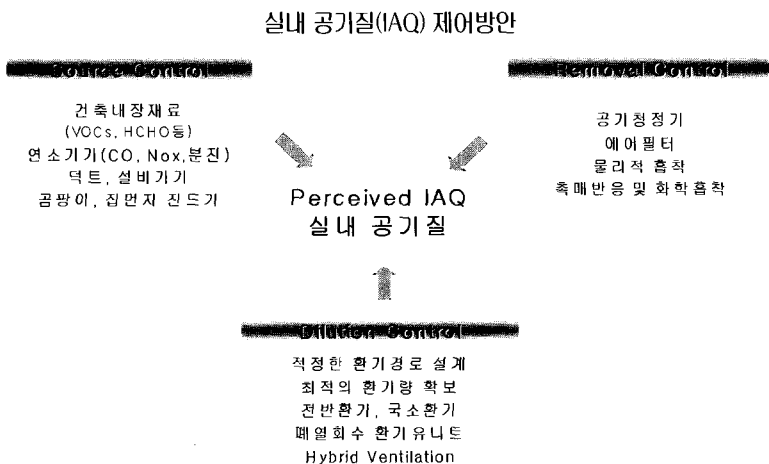 실내 공기질(IAQ) 제어방안
Source Control
건축내장재료
(VOCs, HCHO등)
연소기기(CO, Nox,분진)
덕트, 설비기기
곰팡이, 집먼지 진드기
Removal Control
공기청정기
에어필터
물리적 흡착
촉매반응 및 화학흡착
Perceived IAQ
실내 공기질
Dilution Control
적정한 환기경로 설계
최적의 환기량 확보
전반환기, 국소환기
폐열회수 환기유니트
Hybrid Ventilation